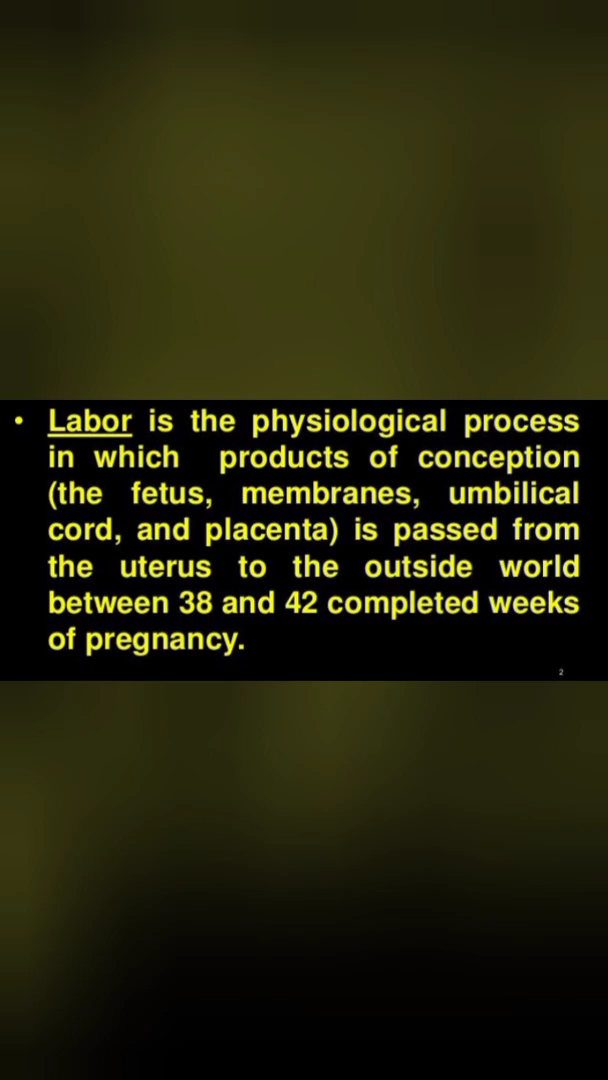 • Labor is the physiological process
in which products of conception
(the fetus, membranes, umbilical
cord, and placenta) is passed from
the uterus to the outside world
between 38 and 42 completed weeks
of pregnancy.
2